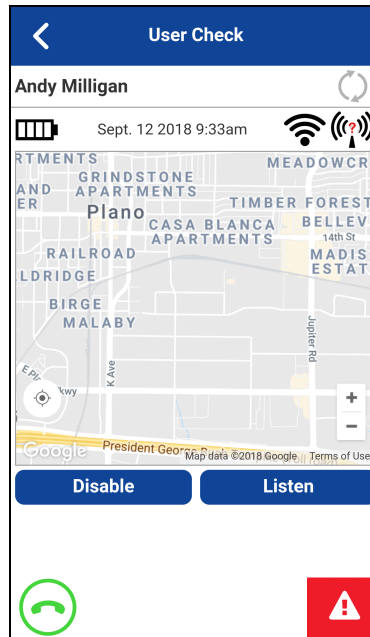 User Check
Andy Milligan
Sept. 12 2018 9:33am
RTMENTS
MEADOWCR
GRINDSTONE
AND APARTMENTS
ER
TIMBER FOREST
Plano
CASA BLANCA
APARTMENTS
BELLEV
14th St
RAILROAD
MADIS
ESTAT
LDRIDGE
BIRGE
MALABY
Jupiter Rd
K Ave
kwy
+
−
Google
President George
Map data ©2018 Google
Terms of Use
Disable
Listen